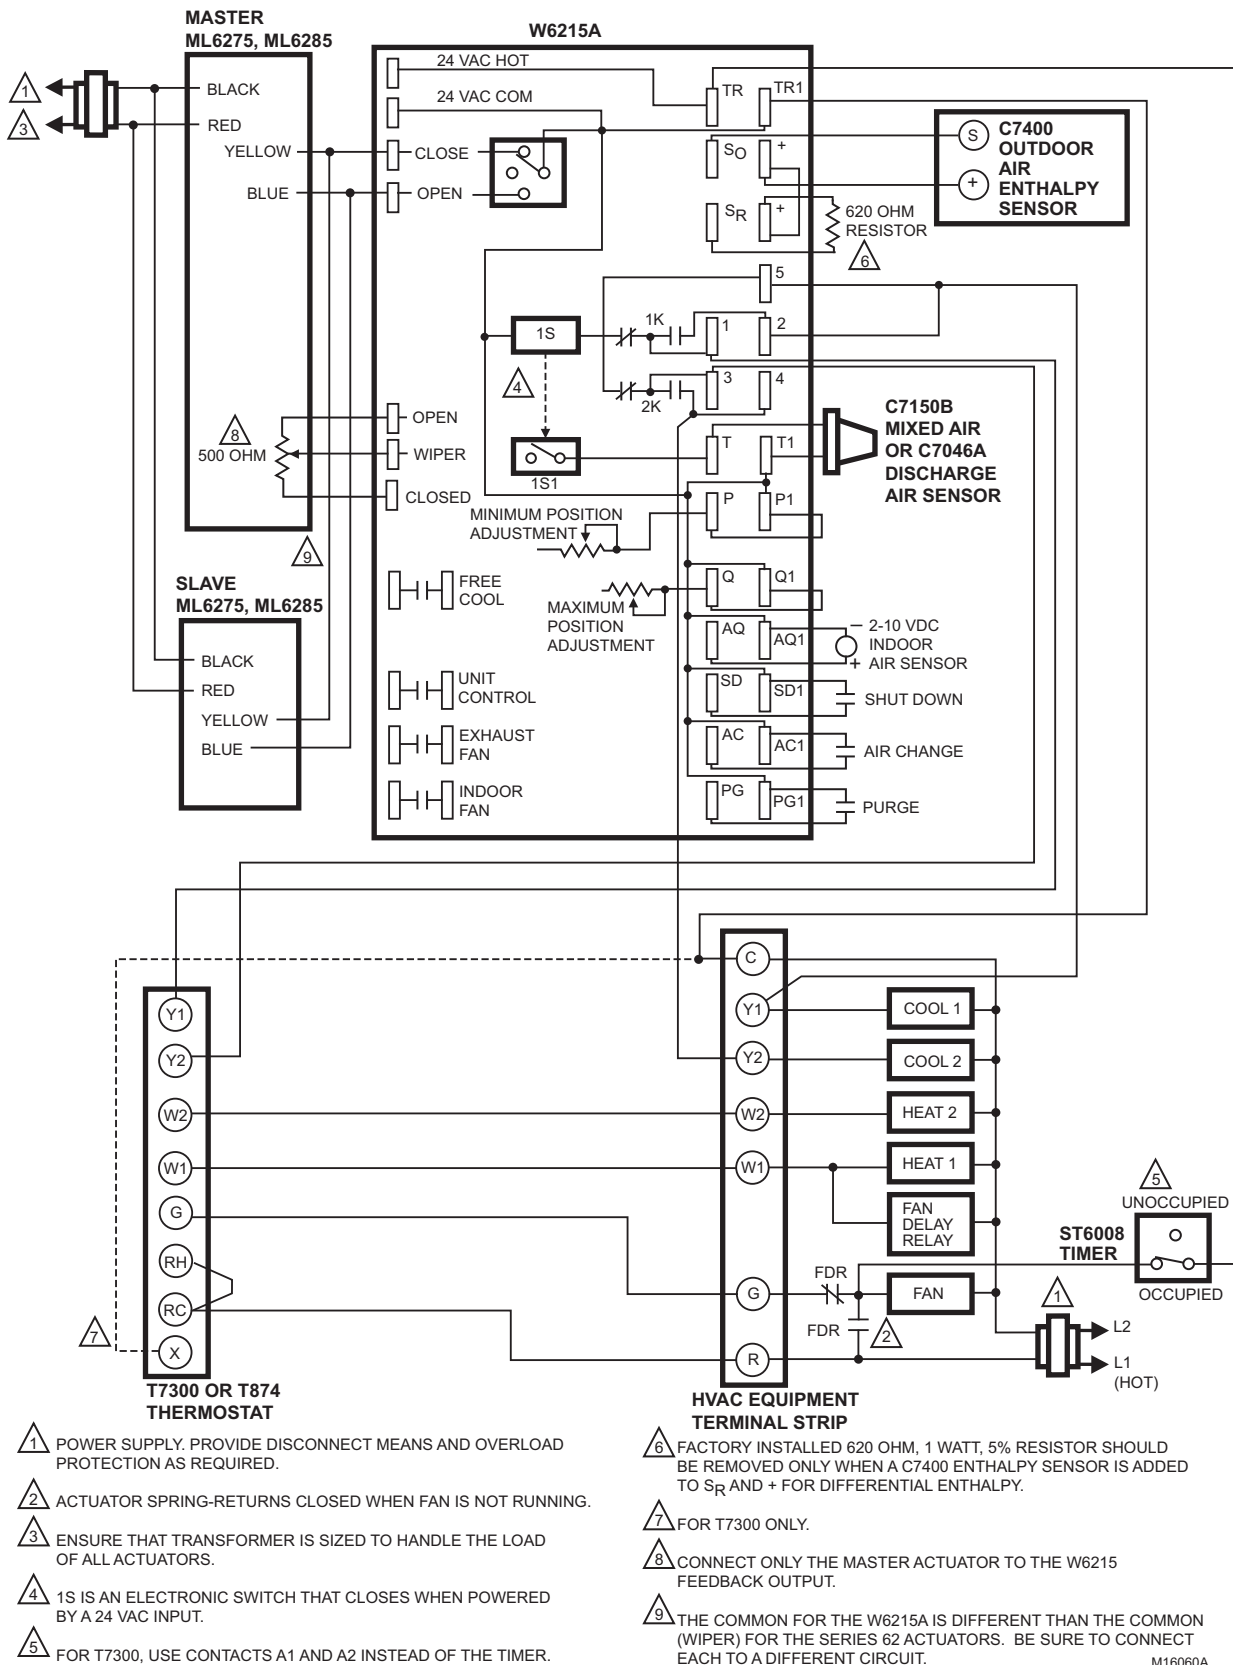 MASTER
ML6275, ML6285
W6215A
1
3
BLACK
RED
YELLOW
BLUE
24 VAC HOT
24 VAC COM
CLOSE
OPEN
TR
TR1
SO
+
SR
+
S
+
C7400
OUTDOOR
AIR
ENTHALPY
SENSOR
620 OHM
RESISTOR
6
5
1S
1K
1
2
4
2K
3
4
8
500 OHM
OPEN
WIPER
CLOSED
1S1
T
T1
C7150B
MIXED AIR
OR C7046A
DISCHARGE
AIR SENSOR
MINIMUM POSITION
ADJUSTMENT
P
P1
9
SLAVE
ML6275, ML6285
FREE
COOL
MAXIMUM
POSITION
ADJUSTMENT
Q
Q1
AQ
AQ1
– 2-10 VDC
INDOOR
+ AIR SENSOR
BLACK
RED
YELLOW
BLUE
UNIT
CONTROL
SD
SD1
SHUT DOWN
EXHAUST
FAN
AC
AC1
AIR CHANGE
INDOOR
FAN
PG
PG1
PURGE
C
Y1
Y1
COOL 1
Y2
Y2
COOL 2
W2
W2
HEAT 2
W1
W1
HEAT 1
G
FAN
DELAY
RELAY
5
UNOCCUPIED
ST6008
TIMER
OCCUPIED
RH
RC
G
FDR
FAN
1
FDR
2
L2
7
X
R
L1
(HOT)
T7300 OR T874
THERMOSTAT
HVAC EQUIPMENT
TERMINAL STRIP
1 POWER SUPPLY. PROVIDE DISCONNECT MEANS AND OVERLOAD
PROTECTION AS REQUIRED.
2 ACTUATOR SPRING-RETURNS CLOSED WHEN FAN IS NOT RUNNING.
3 ENSURE THAT TRANSFORMER IS SIZED TO HANDLE THE LOAD
OF ALL ACTUATORS.
4 1S IS AN ELECTRONIC SWITCH THAT CLOSES WHEN POWERED
BY A 24 VAC INPUT.
5 FOR T7300, USE CONTACTS A1 AND A2 INSTEAD OF THE TIMER.
6 FACTORY INSTALLED 620 OHM, 1 WATT, 5% RESISTOR SHOULD
BE REMOVED ONLY WHEN A C7400 ENTHALPY SENSOR IS ADDED
TO SR AND + FOR DIFFERENTIAL ENTHALPY.
7 FOR T7300 ONLY.
8 CONNECT ONLY THE MASTER ACTUATOR TO THE W6215
FEEDBACK OUTPUT.
9 THE COMMON FOR THE W6215A IS DIFFERENT THAN THE COMMON
(WIPER) FOR THE SERIES 62 ACTUATORS. BE SURE TO CONNECT
EACH TO A DIFFERENT CIRCUIT.
M16060A